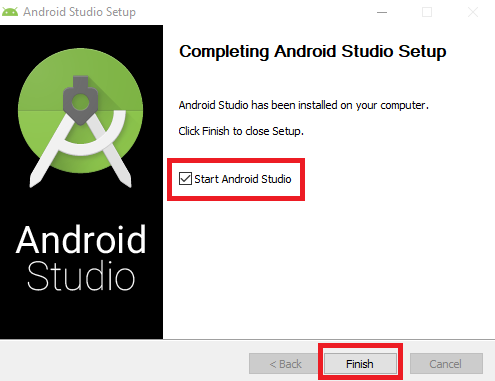 Android Studio Setup
Completing Android Studio Setup
Android Studio has been installed on your computer.
Click Finish to close Setup.
Start Android Studio
Android
Studio
< Back
Finish
Cancel